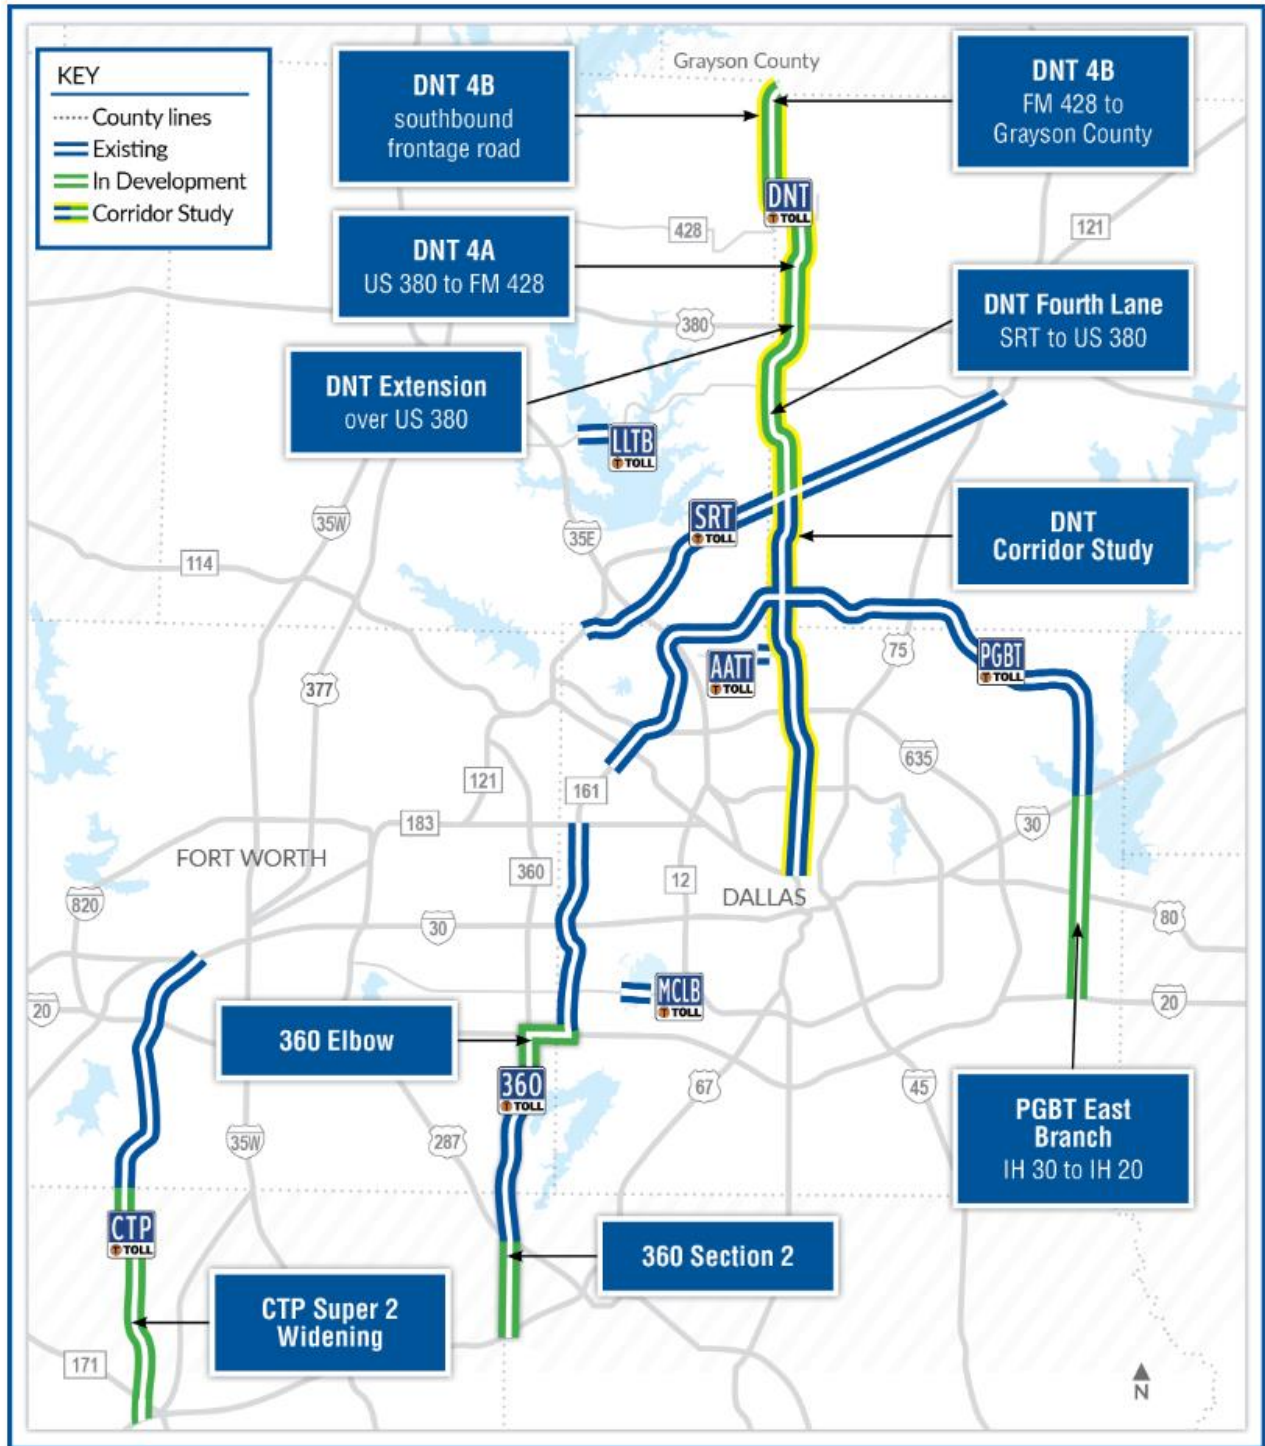 KEY
County lines
Existing
In Development
Corridor Study
DNT 4B
southbound
frontage road
Grayson County
DNT 4B
FM 428 to
Grayson County
DNT
TOLL
428
121
DNT 4A
US 380 to FM 428
380
DNT Fourth Lane
SRT to US 380
DNT Extension
over US 380
LLTB
TOLL
35W
SRT
TOLL
35E
DNT
Corridor Study
114
377
AATT
TOLL
75
PGBT
TOLL
121
161
635
183
30
FORT WORTH
360
12
DALLAS
820
30
80
20
MCLB
TOLL
20
360 Elbow
360
TOLL
67
45
35W
287
PGBT East
Branch
IH 30 to IH 20
CTP
TOLL
360 Section 2
CTP Super 2
Widening
171
N